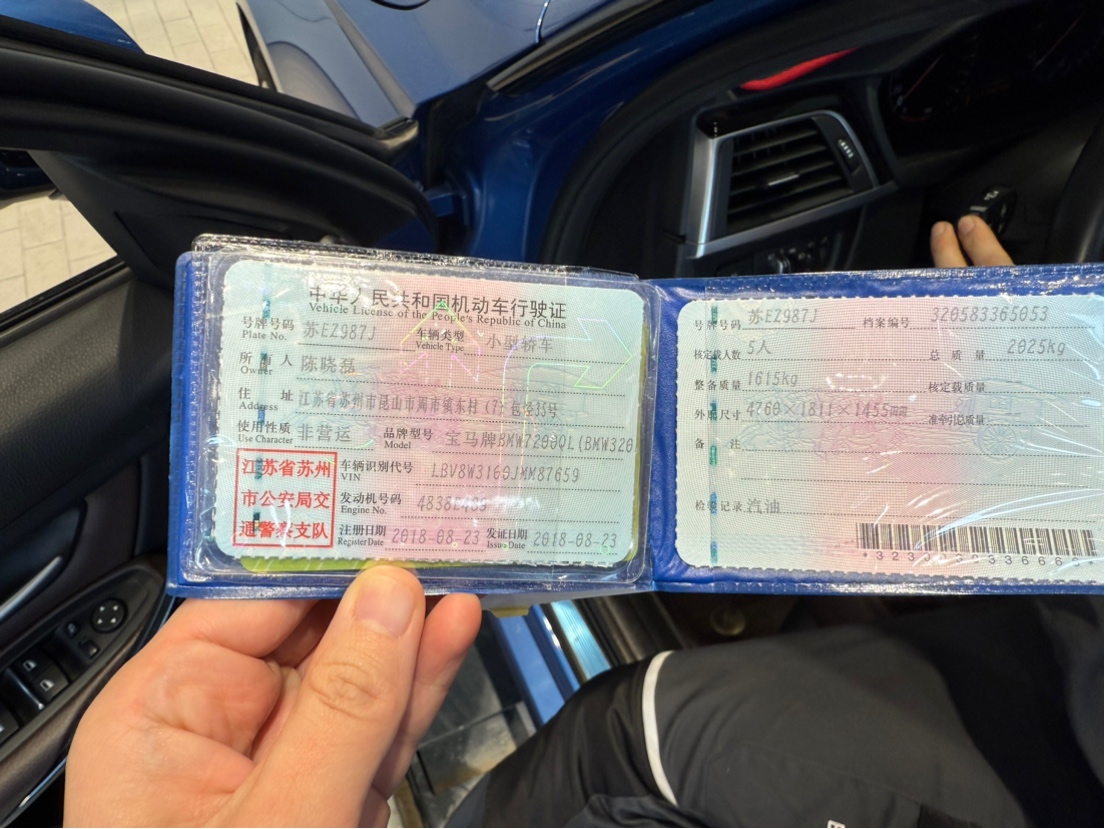 中华人民共和国机动车行驶证
Vehicle License of the People's Republic of China
号牌号码 苏EZ987J 车辆类型 小型轿车
Plate No. Vehicle Type
所有人 陈晓磊
Owner
住址 江苏省苏州市昆山市周市镇东村(7)
Address
使用性质 非营运 品牌型号 宝马牌
Use Character Model
江苏省苏州
市公安局交
通警察支队
车辆识别代号
VIN
发动机号码
Engine No.
注册日期 2018-08-23 发证日期 2018-08-23
Register Date Issue Date
号牌号码 苏EZ987J 档案编号 320583365053
核定载人数 5人 总质量 2025kg
整备质量 1615kg 核定载质量
外廓尺寸 4760×1811×1455mm 准牵引总质量
备注
检验记录 汽油